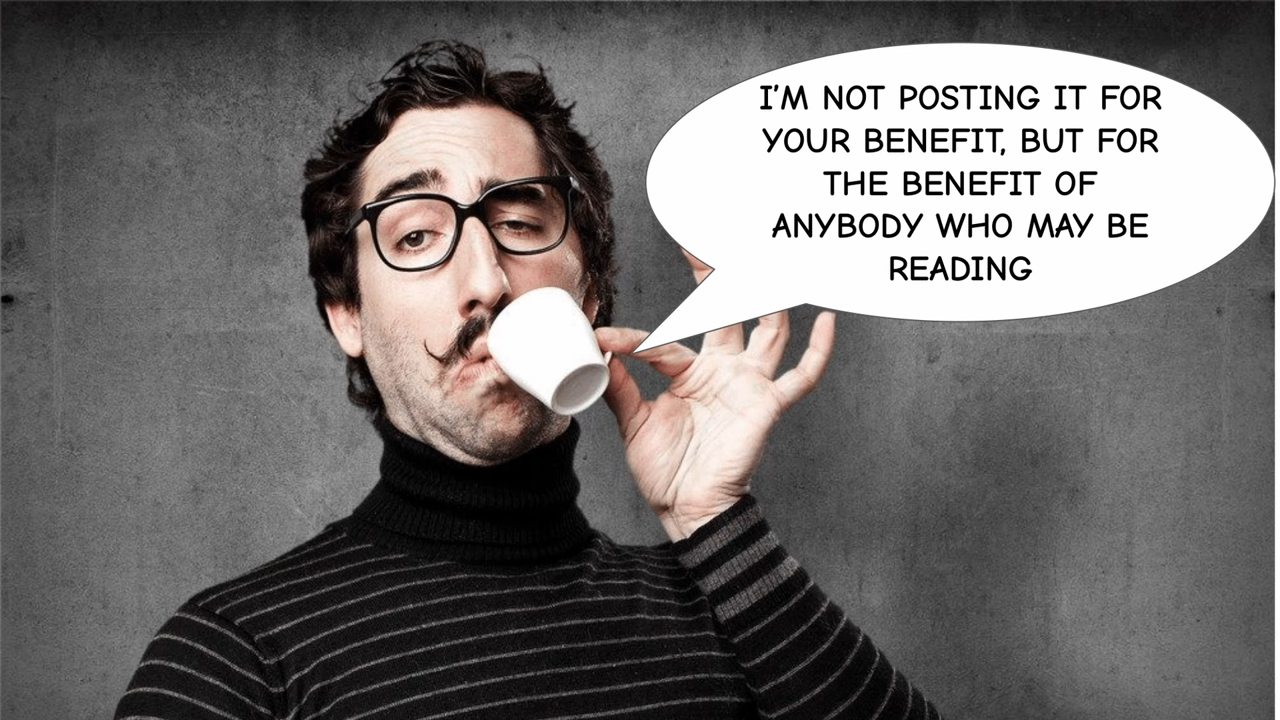 I'M NOT POSTING IT FOR
YOUR BENEFIT, BUT FOR
THE BENEFIT OF
ANYBODY WHO MAY BE
READING